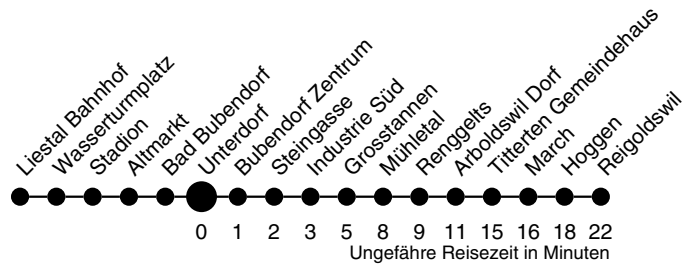 Liestal Bahnhof
Wasserturmplatz
Stadion
Altmarkt
Bad Bubendorf
Unterdorf
Bubendorf Zentrum
Steingasse
Industrie Süd
Grosstannen
Mühletal
Renggelts
Arboldswil Dorf
Titterten Gemeindehaus
March
Hoggen
Reigoldswil
0 1 2 3 5 8 9 11 15 16 18 22
Ungefähre Reisezeit in Minuten